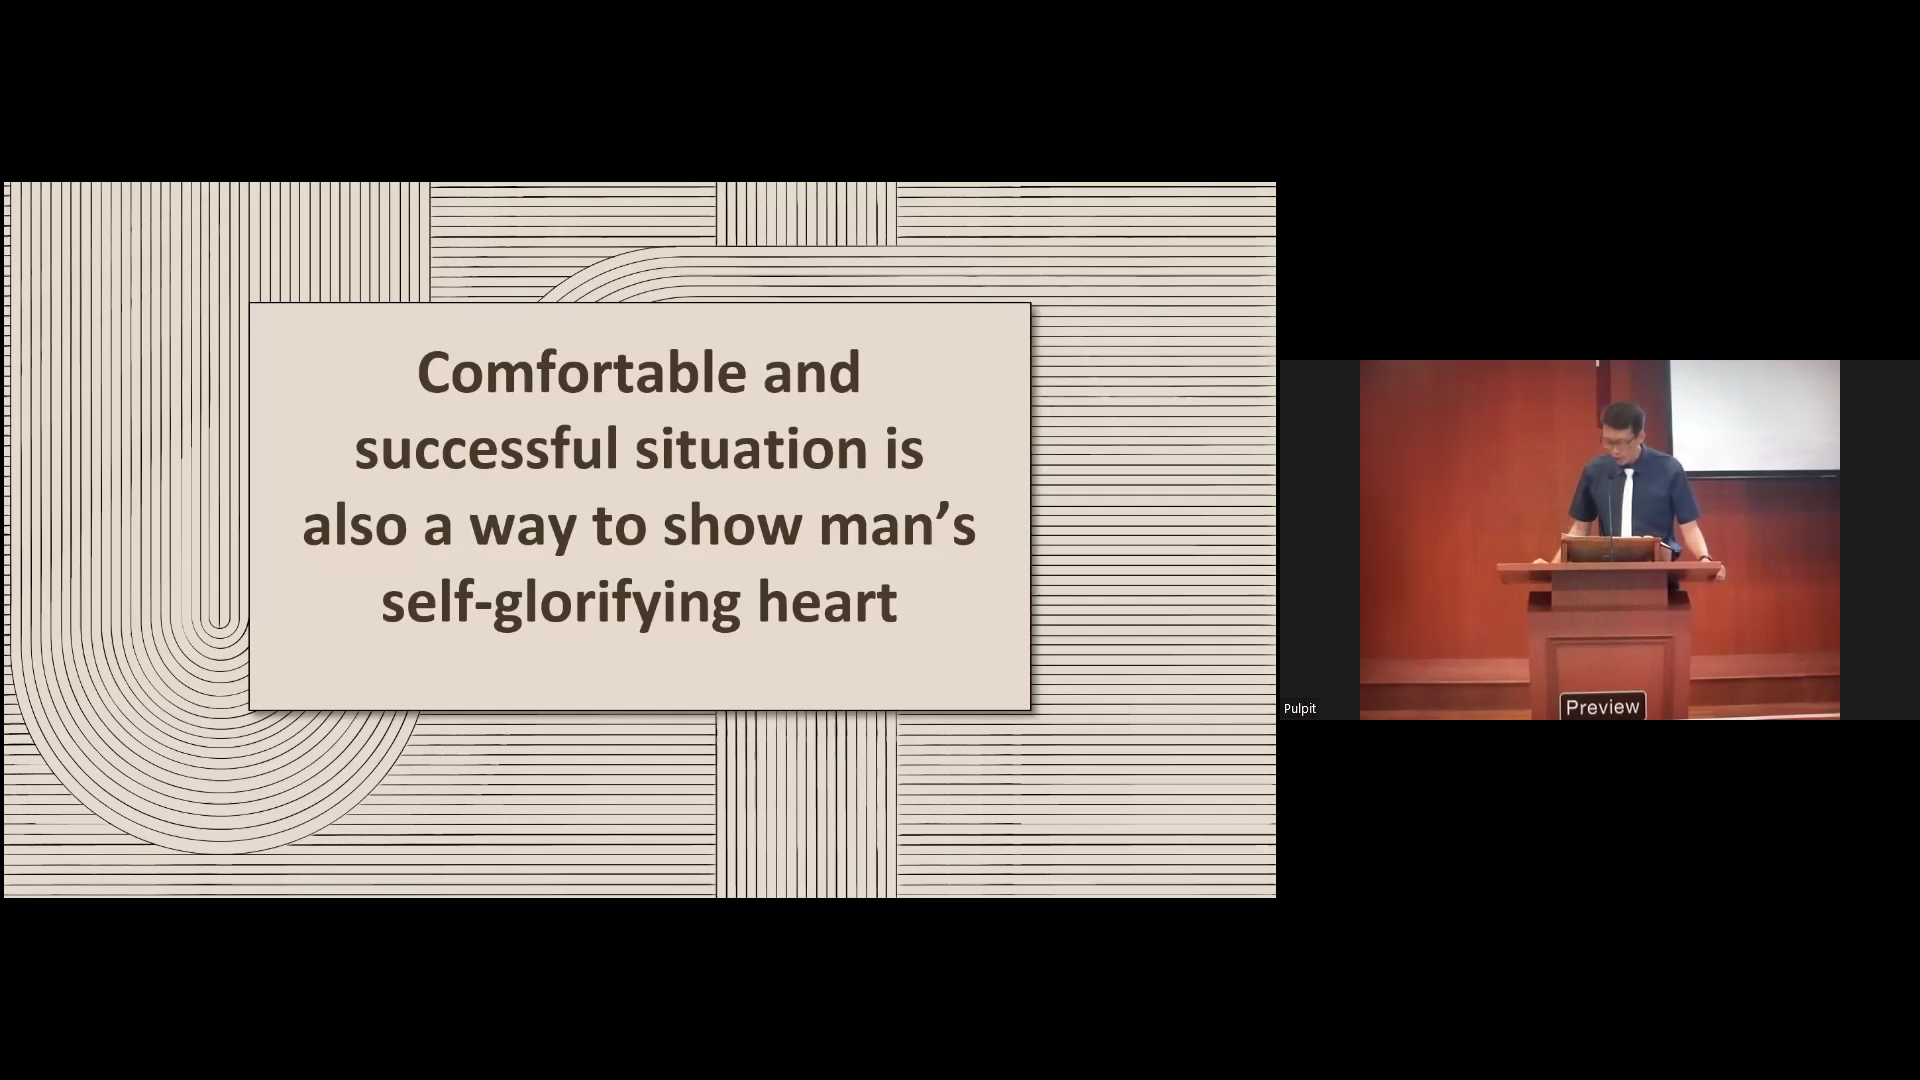 Comfortable and
successful situation is
also a way to show man’s
self-glorifying heart
Pulpit
Preview